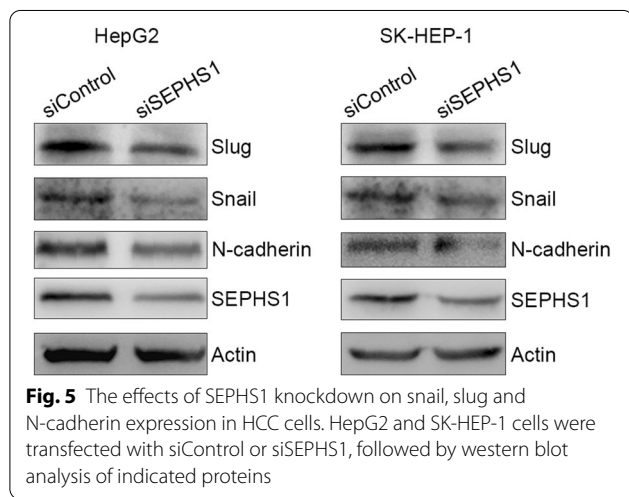 HepG2
SK-HEP-1
siControl
siSEPHS1
siControl
siSEPHS1
Slug
Slug
Snail
Snail
N-cadherin
N-cadherin
SEPHS1
SEPHS1
Actin
Actin
Fig. 5 The effects of SEPHS1 knockdown on snail, slug and
N-cadherin expression in HCC cells. HepG2 and SK-HEP-1 cells were
transfected with siControl or siSEPHS1, followed by western blot
analysis of indicated proteins